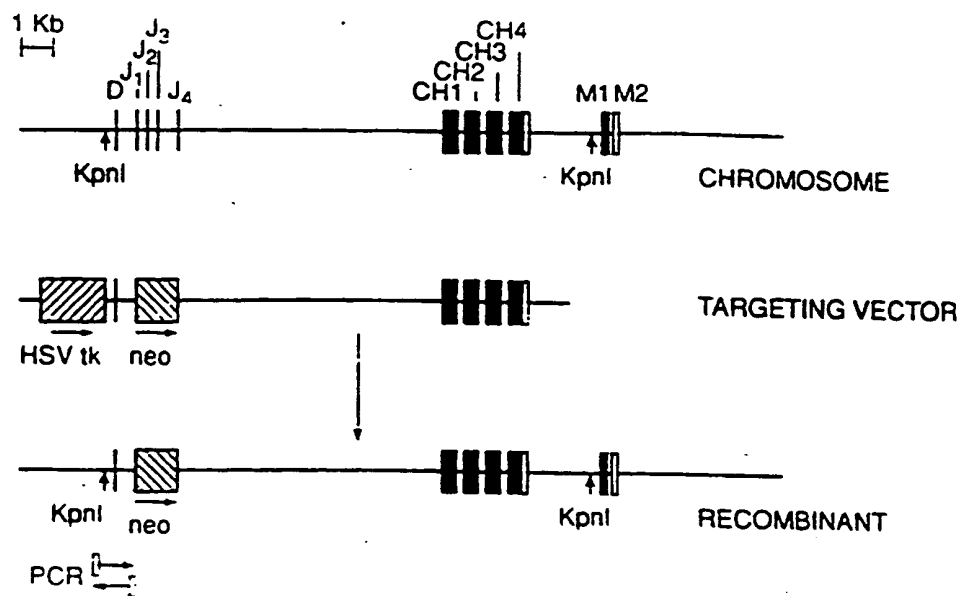 1 Kb
D J1 J2 J3 J4
CH1 CH2 CH3 CH4
M1 M2
KpnI
KpnI
CHROMOSOME
TARGETING VECTOR
HSV tk
neo
KpnI
neo
KpnI
RECOMBINANT
PCR